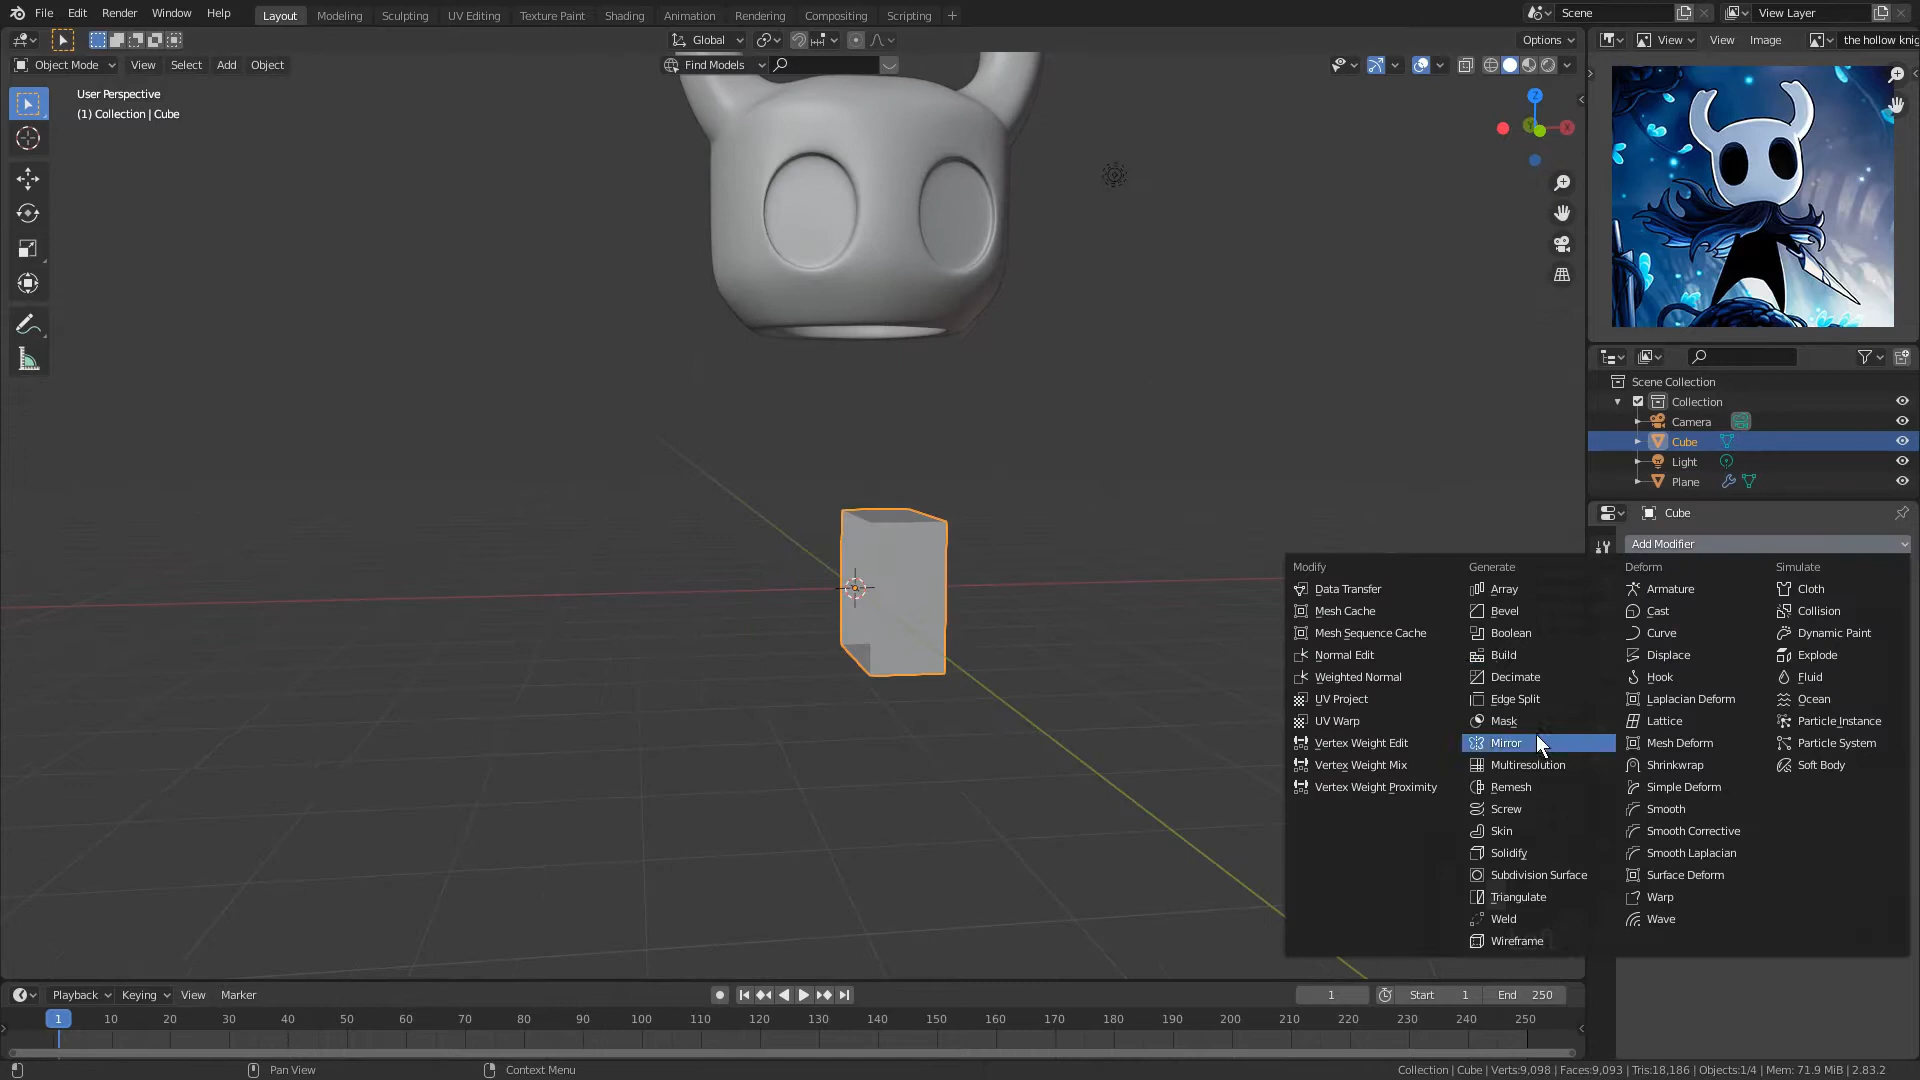 File Edit Render Window Help Layout Modeling Sculpting UV Editing Texture Paint Shading Animation Rendering Compositing Scripting + Scene View Layer
Global Options View View Image the hollow knig
Object Mode View Select Add Object Find Models
User Perspective
(1) Collection | Cube
Z
X
Y
Scene Collection
Collection
Camera
Cube
Light
Plane
Cube
Add Modifier
Modify Generate Deform Simulate
Data Transfer Array Armature Cloth
Mesh Cache Bevel Cast Collision
Mesh Sequence Cache Boolean Curve Dynamic Paint
Normal Edit Build Displace Explode
Weighted Normal Decimate Hook Fluid
UV Project Edge Split Laplacian Deform Ocean
UV Warp Mask Lattice Particle Instance
Vertex Weight Edit Mirror Mesh Deform Particle System
Vertex Weight Mix Multiresolution Shrinkwrap Soft Body
Vertex Weight Proximity Remesh Simple Deform
Screw Smooth
Skin Smooth Corrective
Solidify Smooth Laplacian
Subdivision Surface Surface Deform
Triangulate Warp
Weld Wave
Wireframe
Playback Keying View Marker 1 Start 1 End 250
1 10 20 30 40 50 60 70 80 90 100 110 120 130 140 150 160 170 180 190 200 210 220 230 240 250
Pan View Context Menu Collection | Cube | Verts:9,098 | Faces:9,093 | Tris:18,186 | Objects:1/4 | Mem: 71.9 MiB | 2.83.2